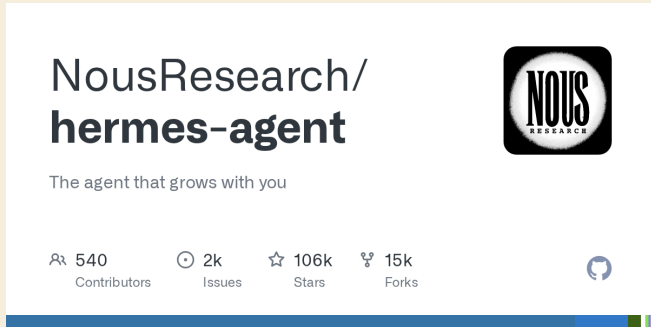 NousResearch/
hermes-agent
The agent that grows with you
NOUS
RESEARCH
540
Contributors
2k
Issues
106k
Stars
15k
Forks